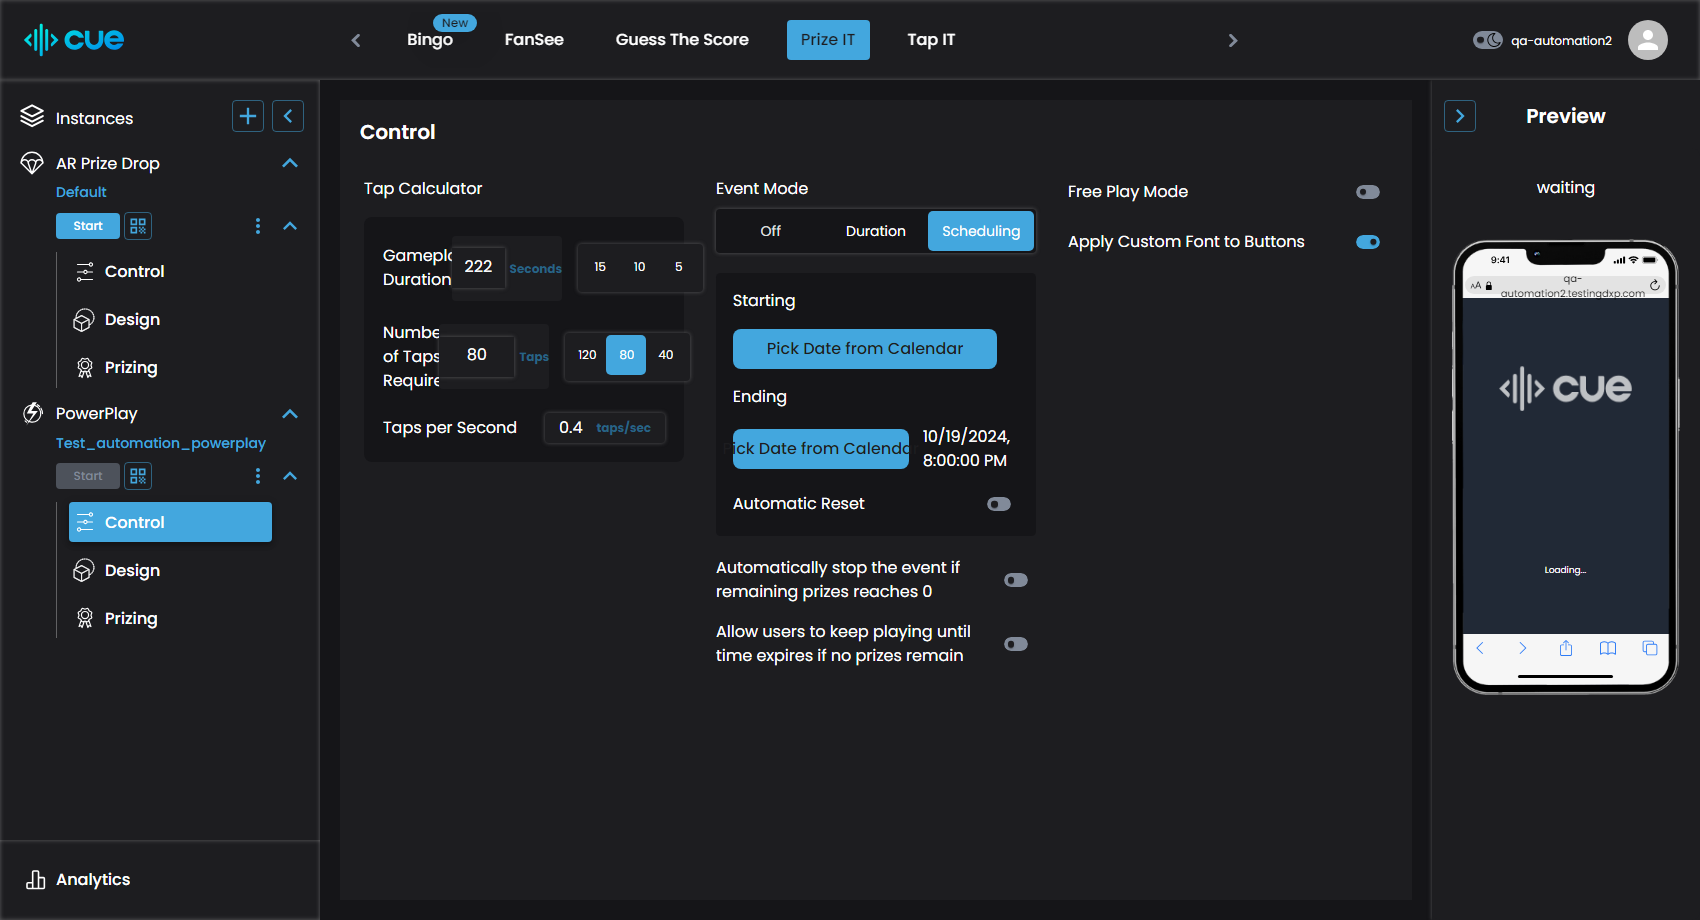 cue
New
Bingo
FanSee
Guess The Score
Prize IT
Tap IT
qa-automation2
Instances
AR Prize Drop
Default
Start
Control
Design
Prizing
PowerPlay
Test_automation_powerplay
Start
Control
Design
Prizing
Analytics
Control
Tap Calculator
Gamepl
Duration
222
Seconds
15 10 5
Numbe
of Taps
Require
80
Taps
120 80 40
Taps per Second
0.4
taps/sec
Event Mode
Off
Duration
Scheduling
Starting
Pick Date from Calendar
Ending
Pick Date from Calendar
10/19/2024,
8:00:00 PM
Automatic Reset
Automatically stop the event if
remaining prizes reaches 0
Allow users to keep playing until
time expires if no prizes remain
Free Play Mode
Apply Custom Font to Buttons
Preview
waiting
9:41
AA
qa-
automation2.testingdxp.com
cue
Loading...